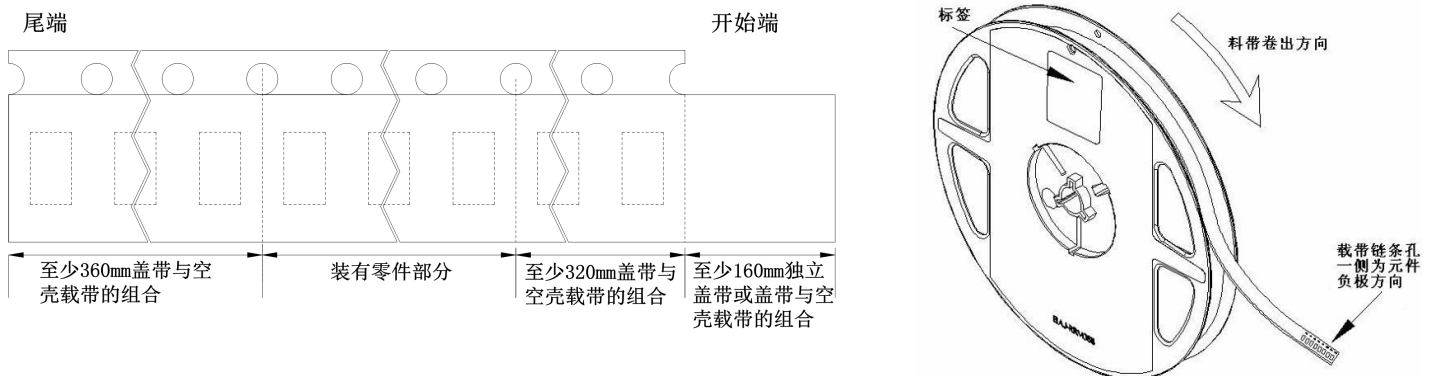 尾端
开始端
至少360mm盖带与空
壳载带的组合
装有零件部分
至少320mm盖带与
空壳载带的组合
至少160mm独立
盖带或盖带与空
壳载带的组合
标签
料带卷出方向
载带链条孔
一侧为元件
负极方向